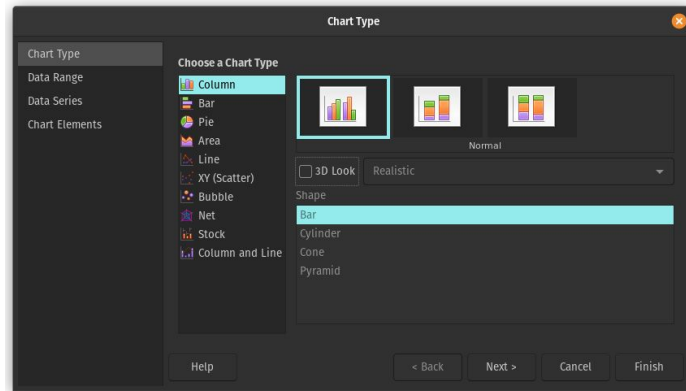 Chart Type
Chart Type
Data Range
Data Series
Chart Elements
Choose a Chart Type
Column
Bar
Pie
Area
Line
XY (Scatter)
Bubble
Net
Stock
Column and Line
Normal
3D Look
Realistic
Shape
Bar
Cylinder
Cone
Pyramid
Help
< Back
Next >
Cancel
Finish